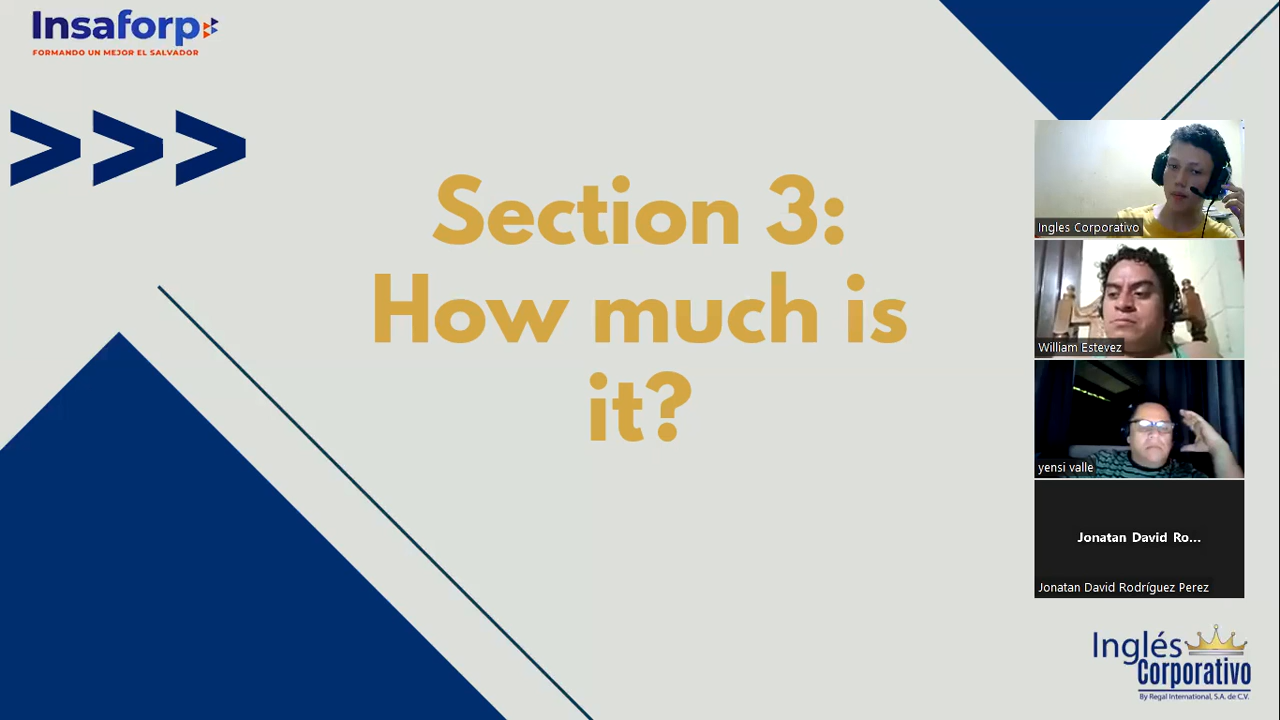 Insaforp
FORMANDO UN MEJOR EL SALVADOR
>>>
Section 3:
How much is
it?
Ingles Corporativo
William Estevez
yensi valle
Jonatan David Ro...
Jonatan David Rodríguez Perez
Inglés
Corporativo
By Regal International, S.A. de C.V.